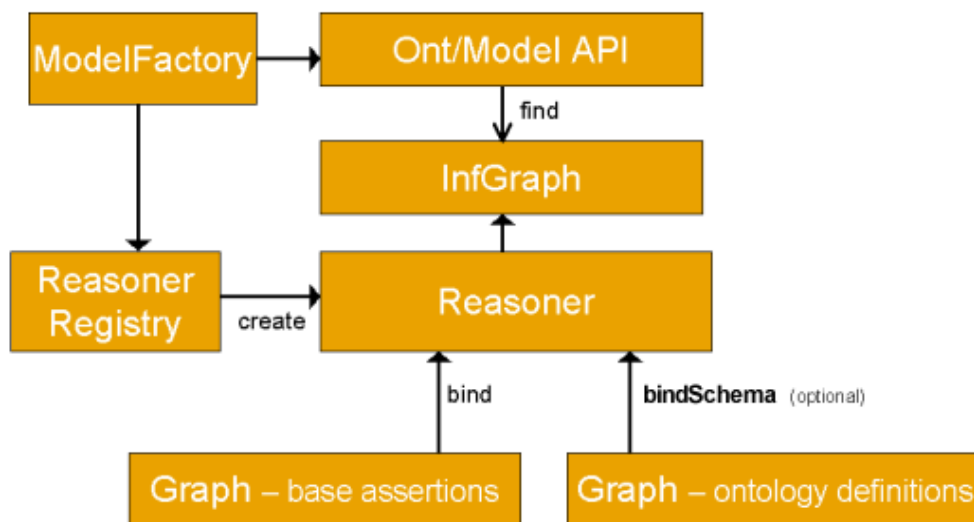 ModelFactory
Ont/Model API
find
InfGraph
Reasoner
Registry
create
Reasoner
bind
bindSchema (optional)
Graph – base assertions
Graph – ontology definitions